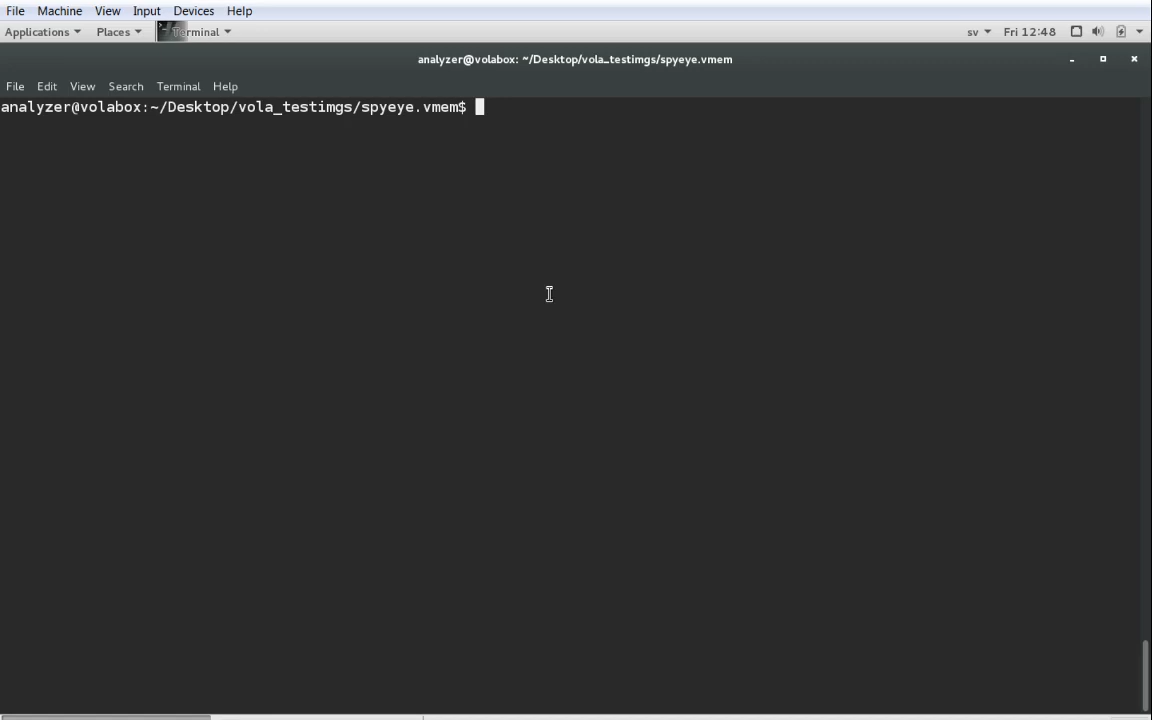 File Machine View Input Devices Help
Applications Places Terminal sv Fri 12:48
analyzer@volabox: ~/Desktop/vola_testimgs/spyeye.vmem
File Edit View Search Terminal Help
analyzer@volabox:~/Desktop/vola_testimgs/spyeye.vmem$